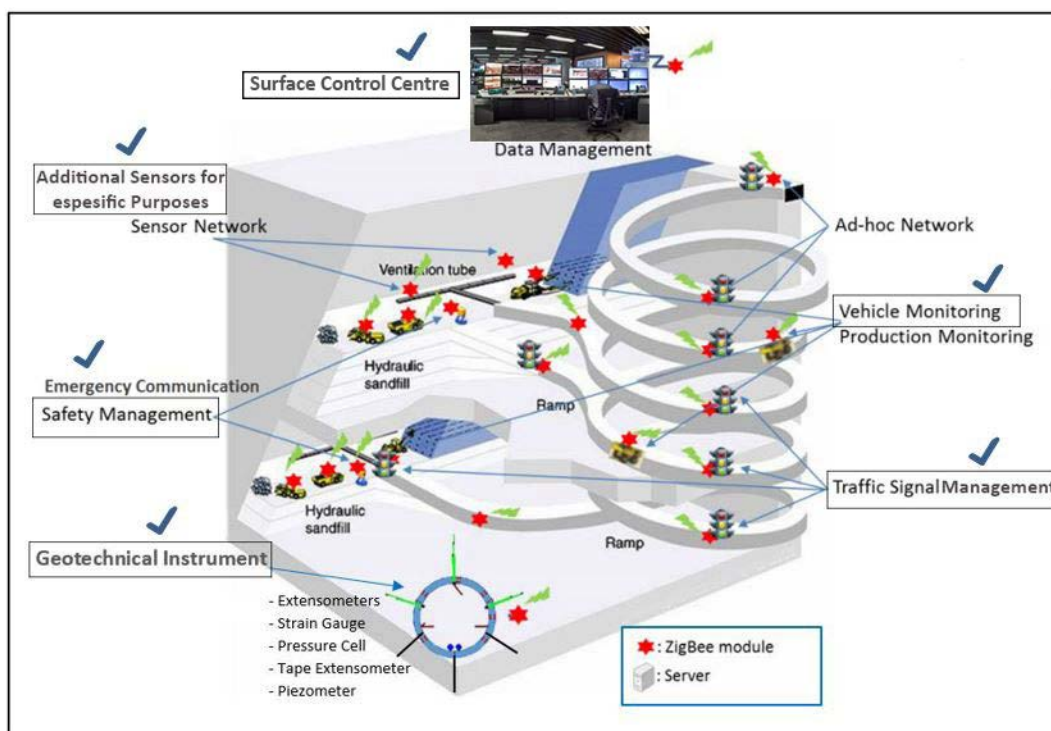 Surface Control Centre
Data Management
Additional Sensors for
espesific Purposes
Sensor Network
Ad-hoc Network
Ventilation tube
Vehicle Monitoring
Production Monitoring
Hydraulic
sandfill
Emergency Communication
Safety Management
Ramp
Traffic Signal Management
Hydraulic
sandfill
Ramp
Geotechnical Instrument
- Extensometers
- Strain Gauge
- Pressure Cell
- Tape Extensometer
- Piezometer
: ZigBee module
: Server